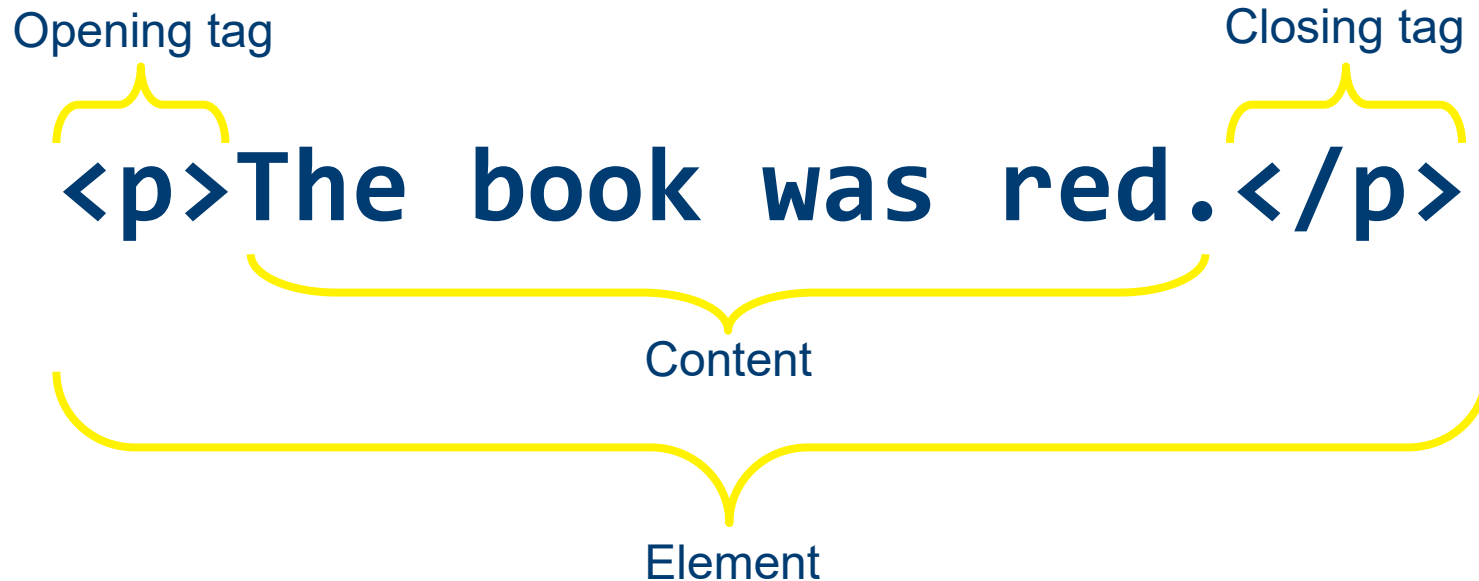 Opening tag
Closing tag
<p>The book was red.</p>
Content
Element